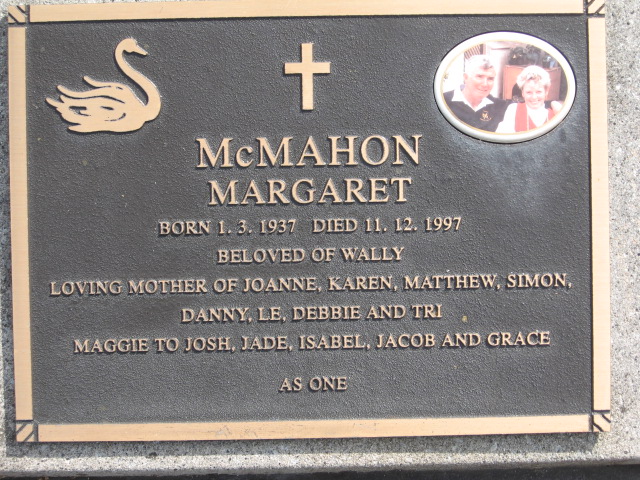 McMAHON
MARGARET
BORN 1. 3. 1937 DIED 11. 12. 1997
BELOVED OF WALLY
LOVING MOTHER OF JOANNE, KAREN, MATTHEW, SIMON,
DANNY, LE, DEBBIE AND TRI
MAGGIE TO JOSH, JADE, ISABEL, JACOB AND GRACE
AS ONE